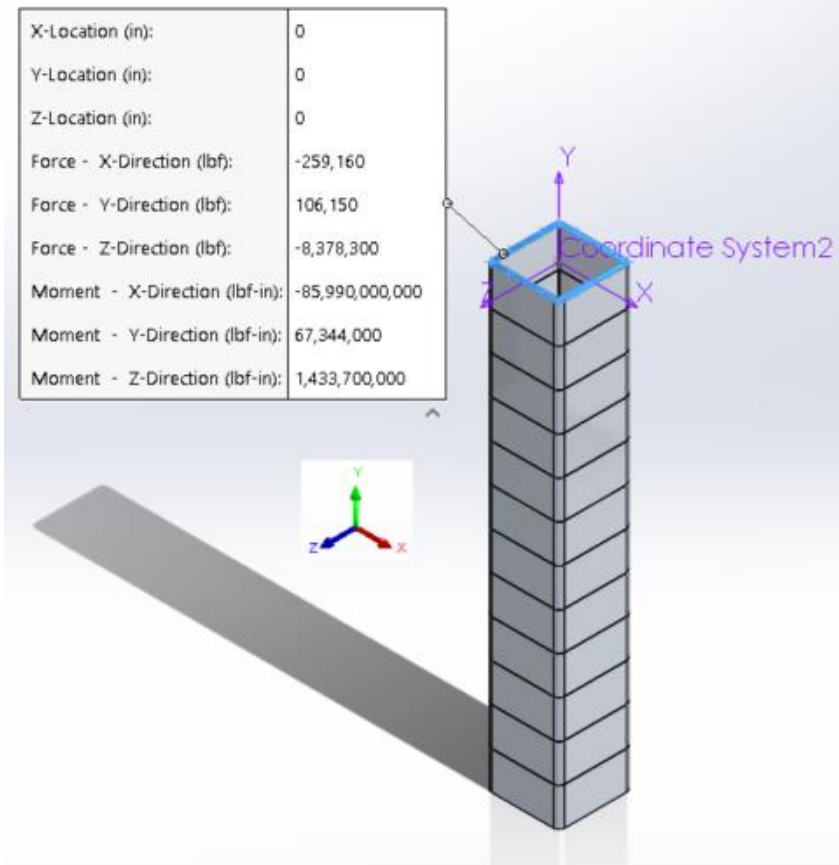 X-Location (in): 0
Y-Location (in): 0
Z-Location (in): 0
Force - X-Direction (lbf): -259,160
Force - Y-Direction (lbf): 106,150
Force - Z-Direction (lbf): -8,378,300
Moment - X-Direction (lbf-in): -85,990,000,000
Moment - Y-Direction (lbf-in): 67,344,000
Moment - Z-Direction (lbf-in): 1,433,700,000
Y
Coordinate System2
Z X
Y
Z X